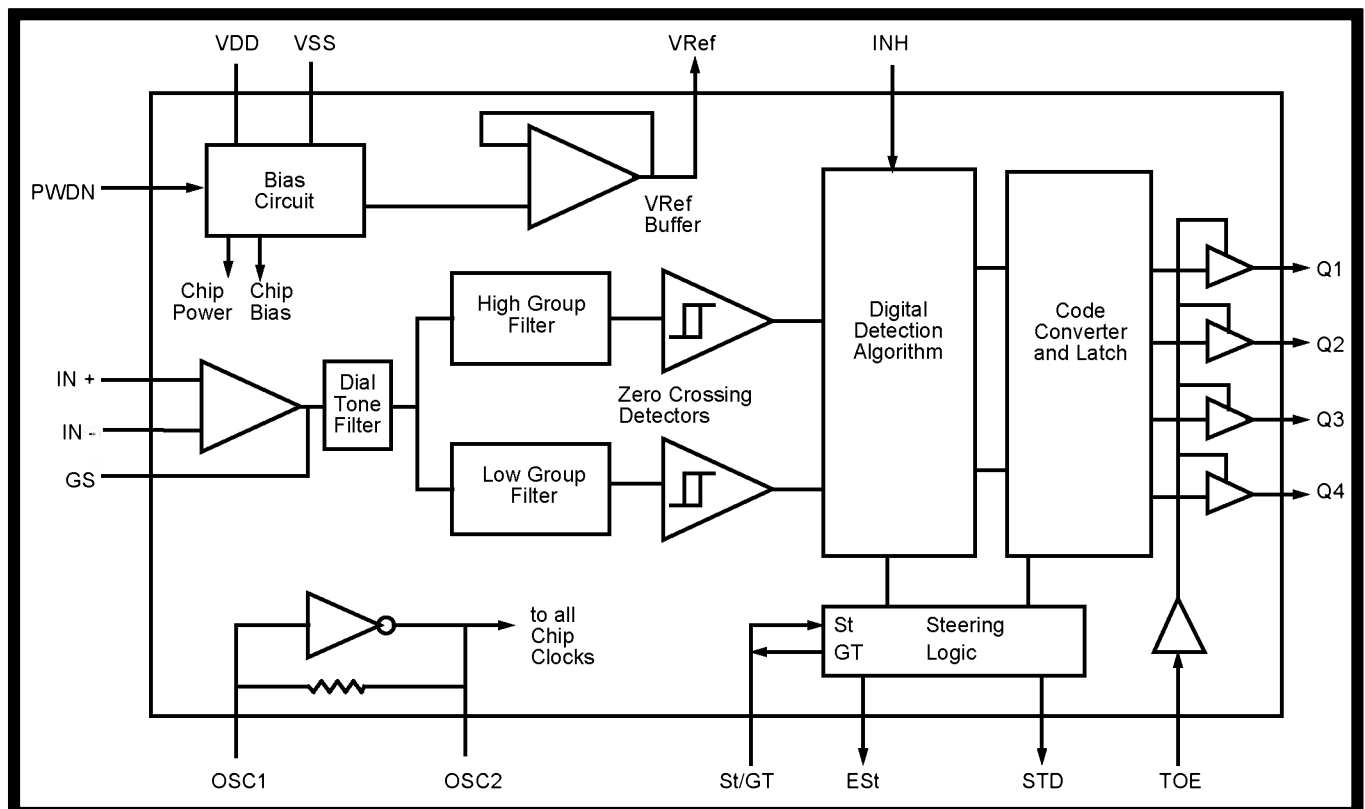 VDD
VSS
VRef
INH
PWDN
Bias
Circuit
VRef
Buffer
Chip
Power
Chip
Bias
High Group
Filter
Digital
Detection
Algorithm
Code
Converter
and Latch
Q1
Q2
Q3
Q4
IN +
IN -
GS
Dial
Tone
Filter
Zero Crossing
Detectors
Low Group
Filter
to all
Chip
Clocks
St
GT
Steering
Logic
OSC1
OSC2
St/GT
ESt
STD
TOE